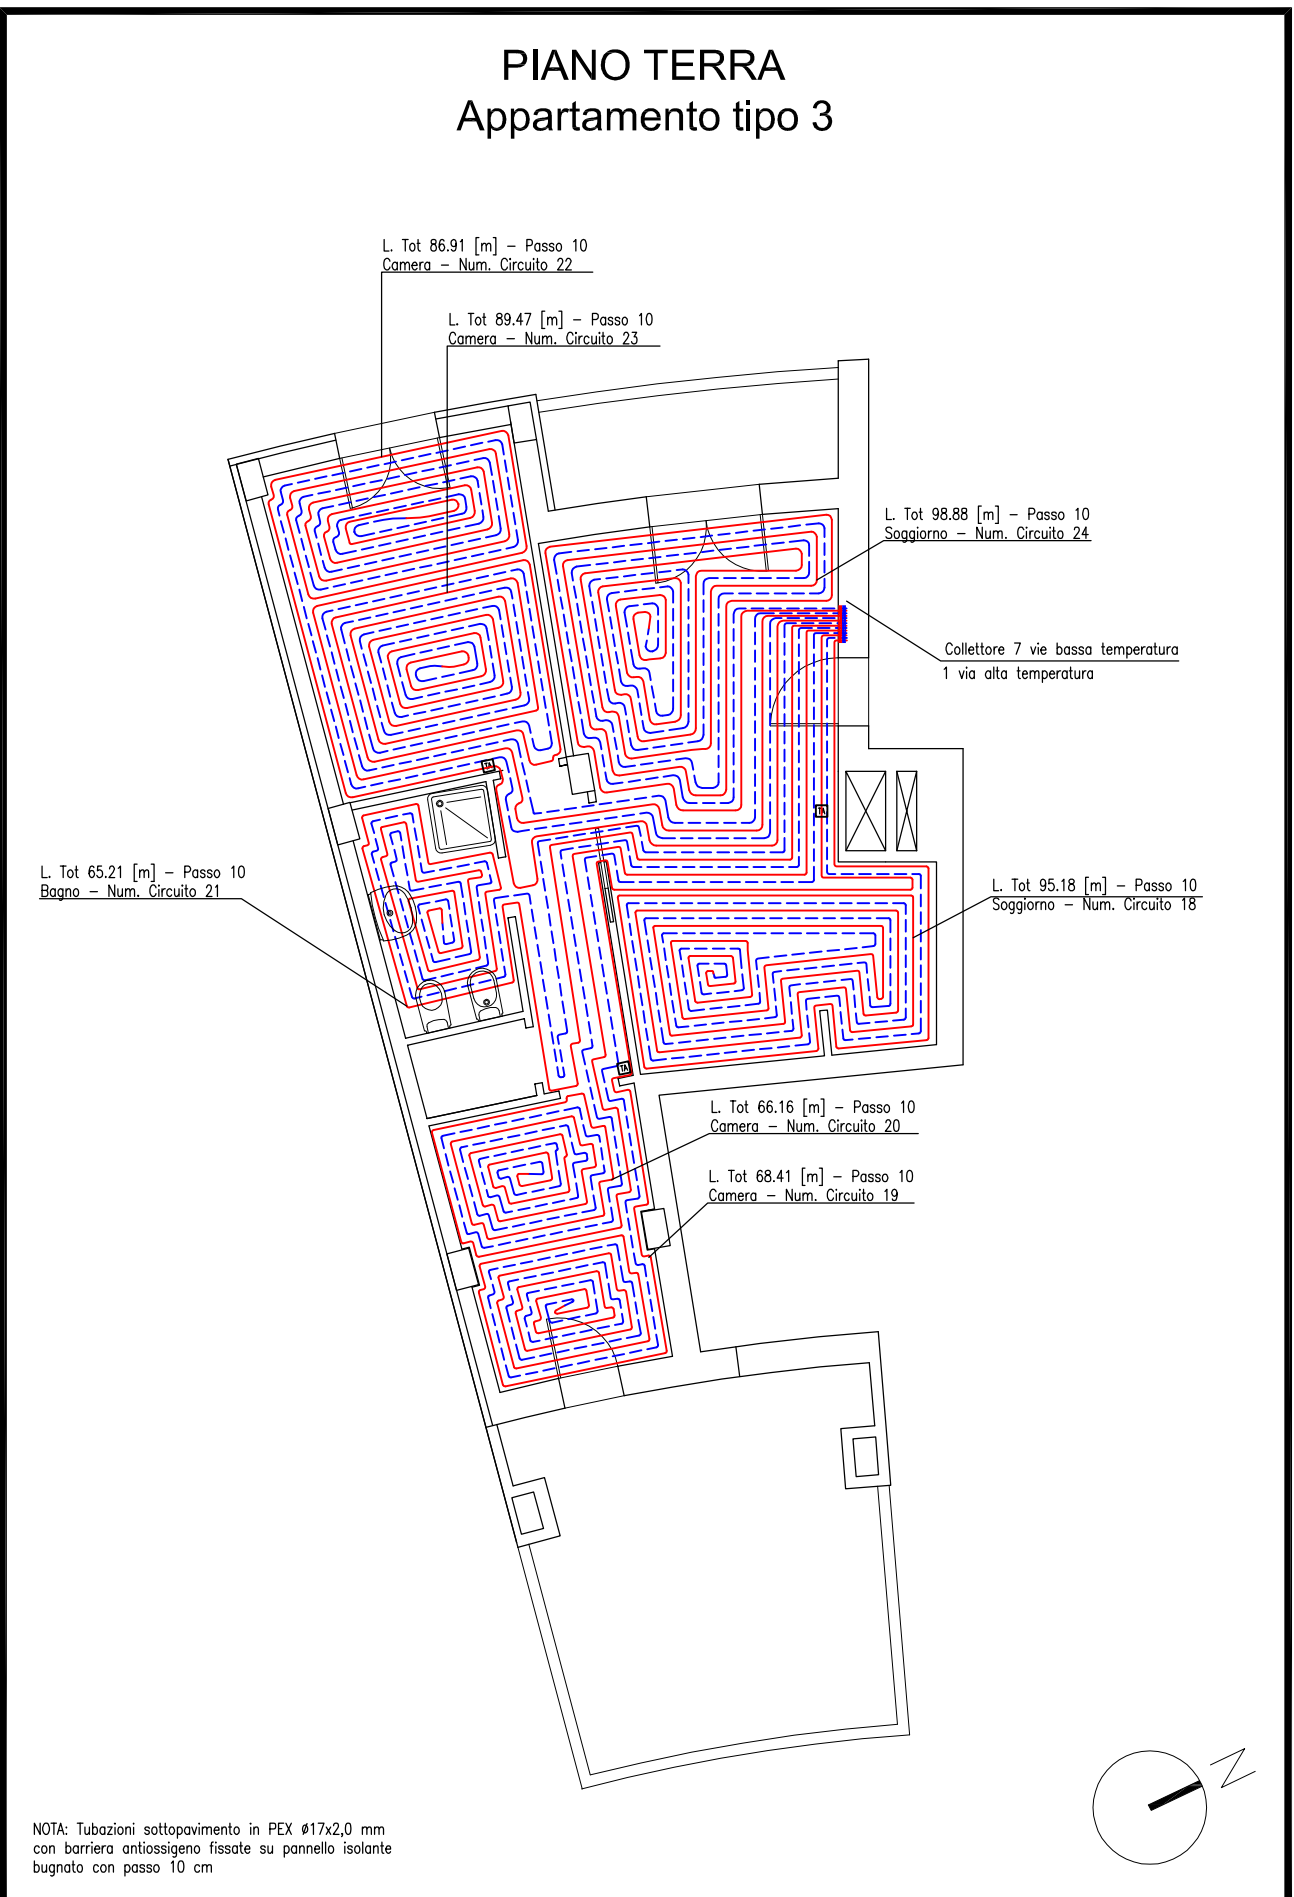 PIANO TERRA
Appartamento tipo 3
L. Tot 86.91 [m] – Passo 10
Camera – Num. Circuito 22
L. Tot 89.47 [m] – Passo 10
Camera – Num. Circuito 23
L. Tot 98.88 [m] – Passo 10
Soggiorno – Num. Circuito 24
Collettore 7 vie bassa temperatura
1 via alta temperatura
TA
TA
L. Tot 65.21 [m] – Passo 10
Bagno – Num. Circuito 21
L. Tot 95.18 [m] – Passo 10
Soggiorno – Num. Circuito 18
TA
L. Tot 66.16 [m] – Passo 10
Camera – Num. Circuito 20
L. Tot 68.41 [m] – Passo 10
Camera – Num. Circuito 19
N
NOTA: Tubazioni sottopavimento in PEX ø17x2,0 mm
con barriera antiossigeno fissate su pannello isolante
bugnato con passo 10 cm